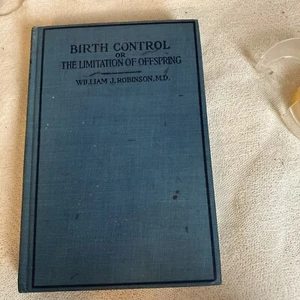 BIRTH CONTROL
OR
THE LIMITATION OF OFFSPRING
WILLIAM J. ROBINSON, M.D.